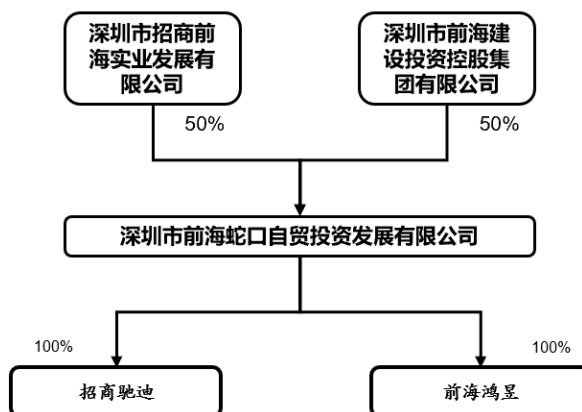 深圳市招商前
海实业发展有
限公司
深圳市前海建
设投资控股集
团有限公司
50%
50%
深圳市前海蛇口自贸投资发展有限公司
100%
100%
招商驰迪
前海鸿昱